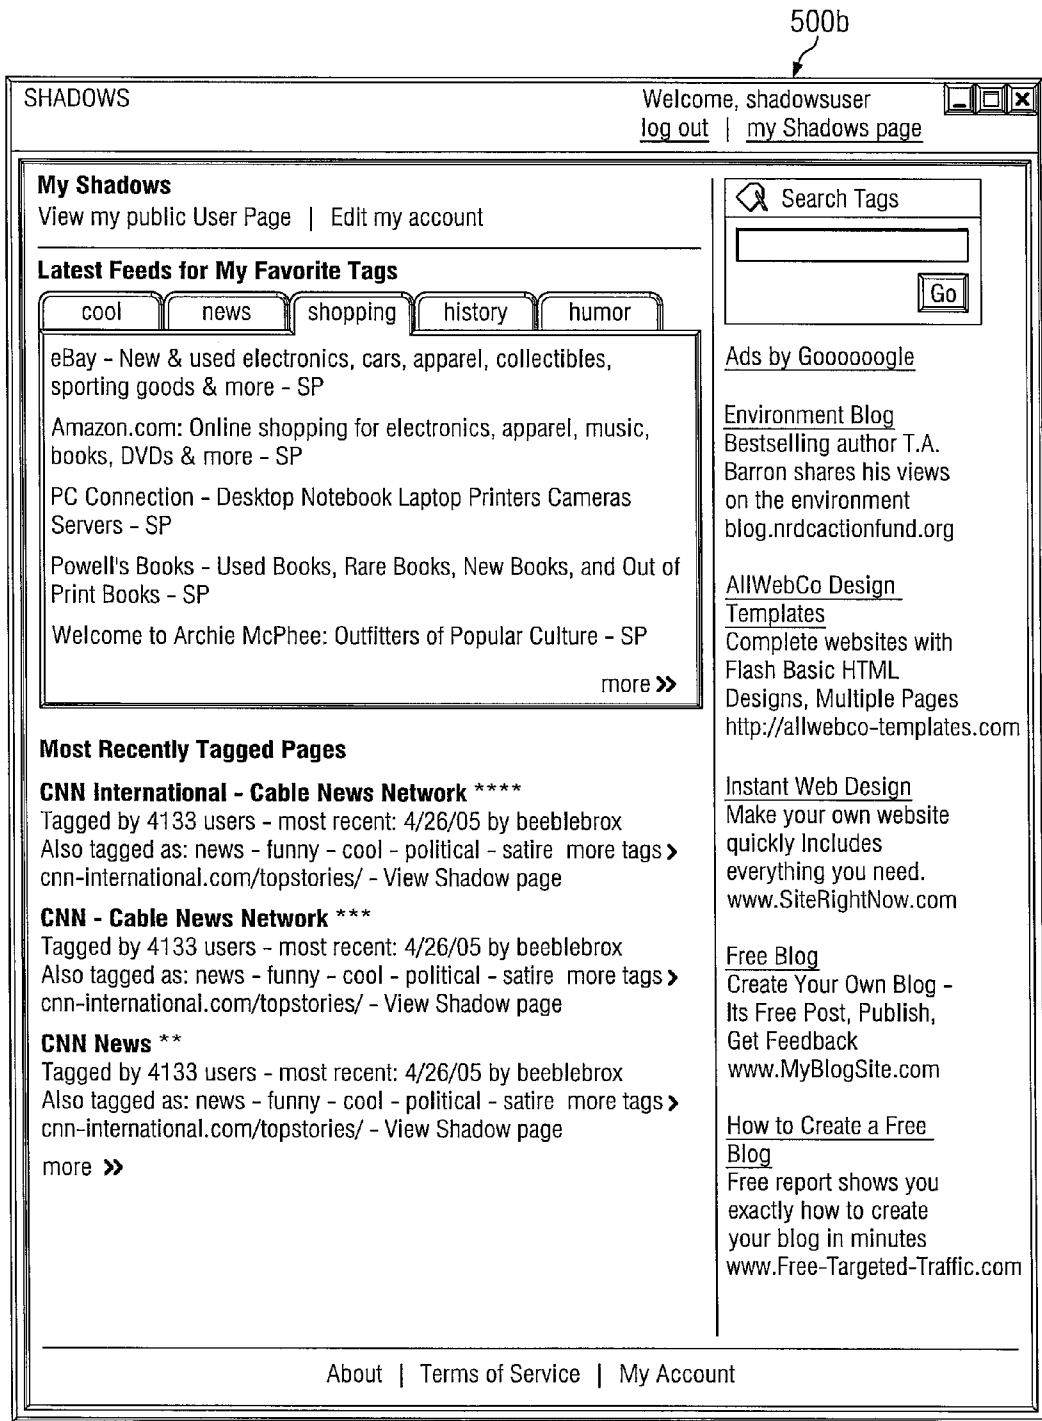 500b
SHADOWS
Welcome, shadowsuser
log out | my Shadows page
My Shadows
View my public User Page | Edit my account
Latest Feeds for My Favorite Tags
cool news shopping history humor
eBay - New & used electronics, cars, apparel, collectibles,
sporting goods & more - SP
Amazon.com: Online shopping for electronics, apparel, music,
books, DVDs & more - SP
PC Connection - Desktop Notebook Laptop Printers Cameras
Servers - SP
Powell's Books - Used Books, Rare Books, New Books, and Out of
Print Books - SP
Welcome to Archie McPhee: Outfitters of Popular Culture - SP
more »
Most Recently Tagged Pages
CNN International - Cable News Network ****
Tagged by 4133 users - most recent: 4/26/05 by beeblebrox
Also tagged as: news - funny - cool - political - satire more tags >
cnn-international.com/topstories/ - View Shadow page
CNN - Cable News Network ***
Tagged by 4133 users - most recent: 4/26/05 by beeblebrox
Also tagged as: news - funny - cool - political - satire more tags >
cnn-international.com/topstories/ - View Shadow page
CNN News **
Tagged by 4133 users - most recent: 4/26/05 by beeblebrox
Also tagged as: news - funny - cool - political - satire more tags >
cnn-international.com/topstories/ - View Shadow page
more »
Search Tags
Go
Ads by Goooooogle
Environment Blog
Bestselling author T.A.
Barron shares his views
on the environment
blog.nrdcactionfund.org
AllWebCo Design
Templates
Complete websites with
Flash Basic HTML
Designs, Multiple Pages
http://allwebco-templates.com
Instant Web Design
Make your own website
quickly Includes
everything you need.
www.SiteRightNow.com
Free Blog
Create Your Own Blog -
Its Free Post, Publish,
Get Feedback
www.MyBlogSite.com
How to Create a Free
Blog
Free report shows you
exactly how to create
your blog in minutes
www.Free-Targeted-Traffic.com
About | Terms of Service | My Account